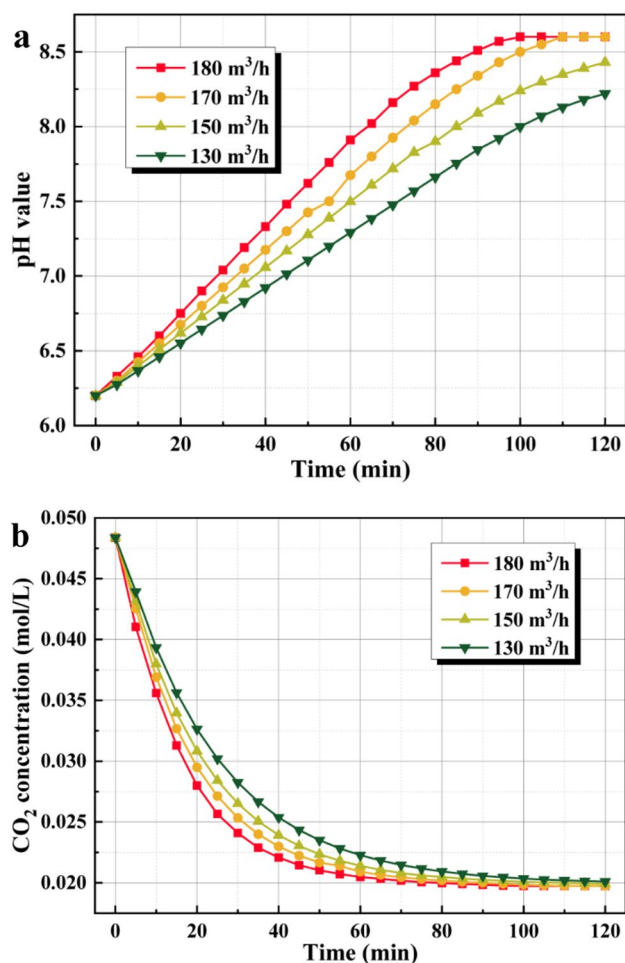 a
8.5
8.0
7.5
7.0
6.5
6.0
pH value
180 m³/h
170 m³/h
150 m³/h
130 m³/h
0 20 40 60 80 100 120
Time (min)
b
0.050
0.045
0.040
0.035
0.030
0.025
0.020
CO₂ concentration (mol/L)
180 m³/h
170 m³/h
150 m³/h
130 m³/h
0 20 40 60 80 100 120
Time (min)